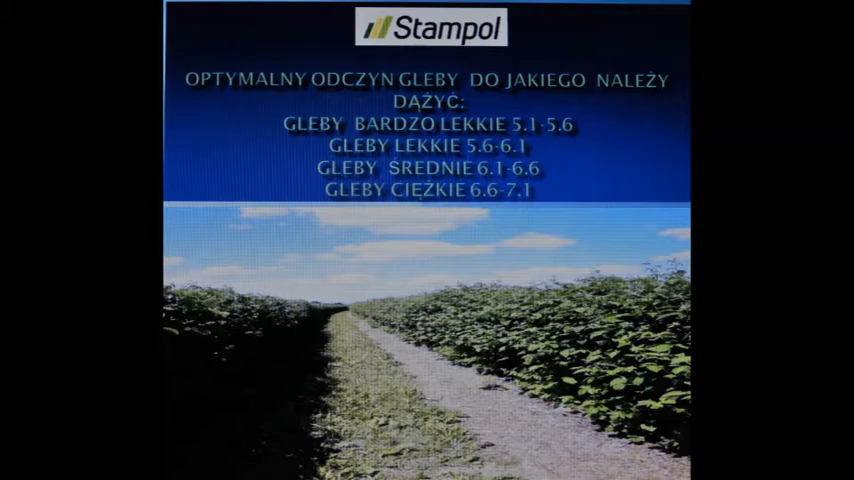 Stampol
OPTYMALNY ODCZYN GLEBY DO JAKIEGO NALEŻY
DĄŻYĆ:
GLEBY BARDZO LEKKIE 5.1-5.6
GLEBY LEKKIE 5.6-6.1
GLEBY ŚREDNIE 6.1-6.6
GLEBY CIĘŻKIE 6.6-7.1